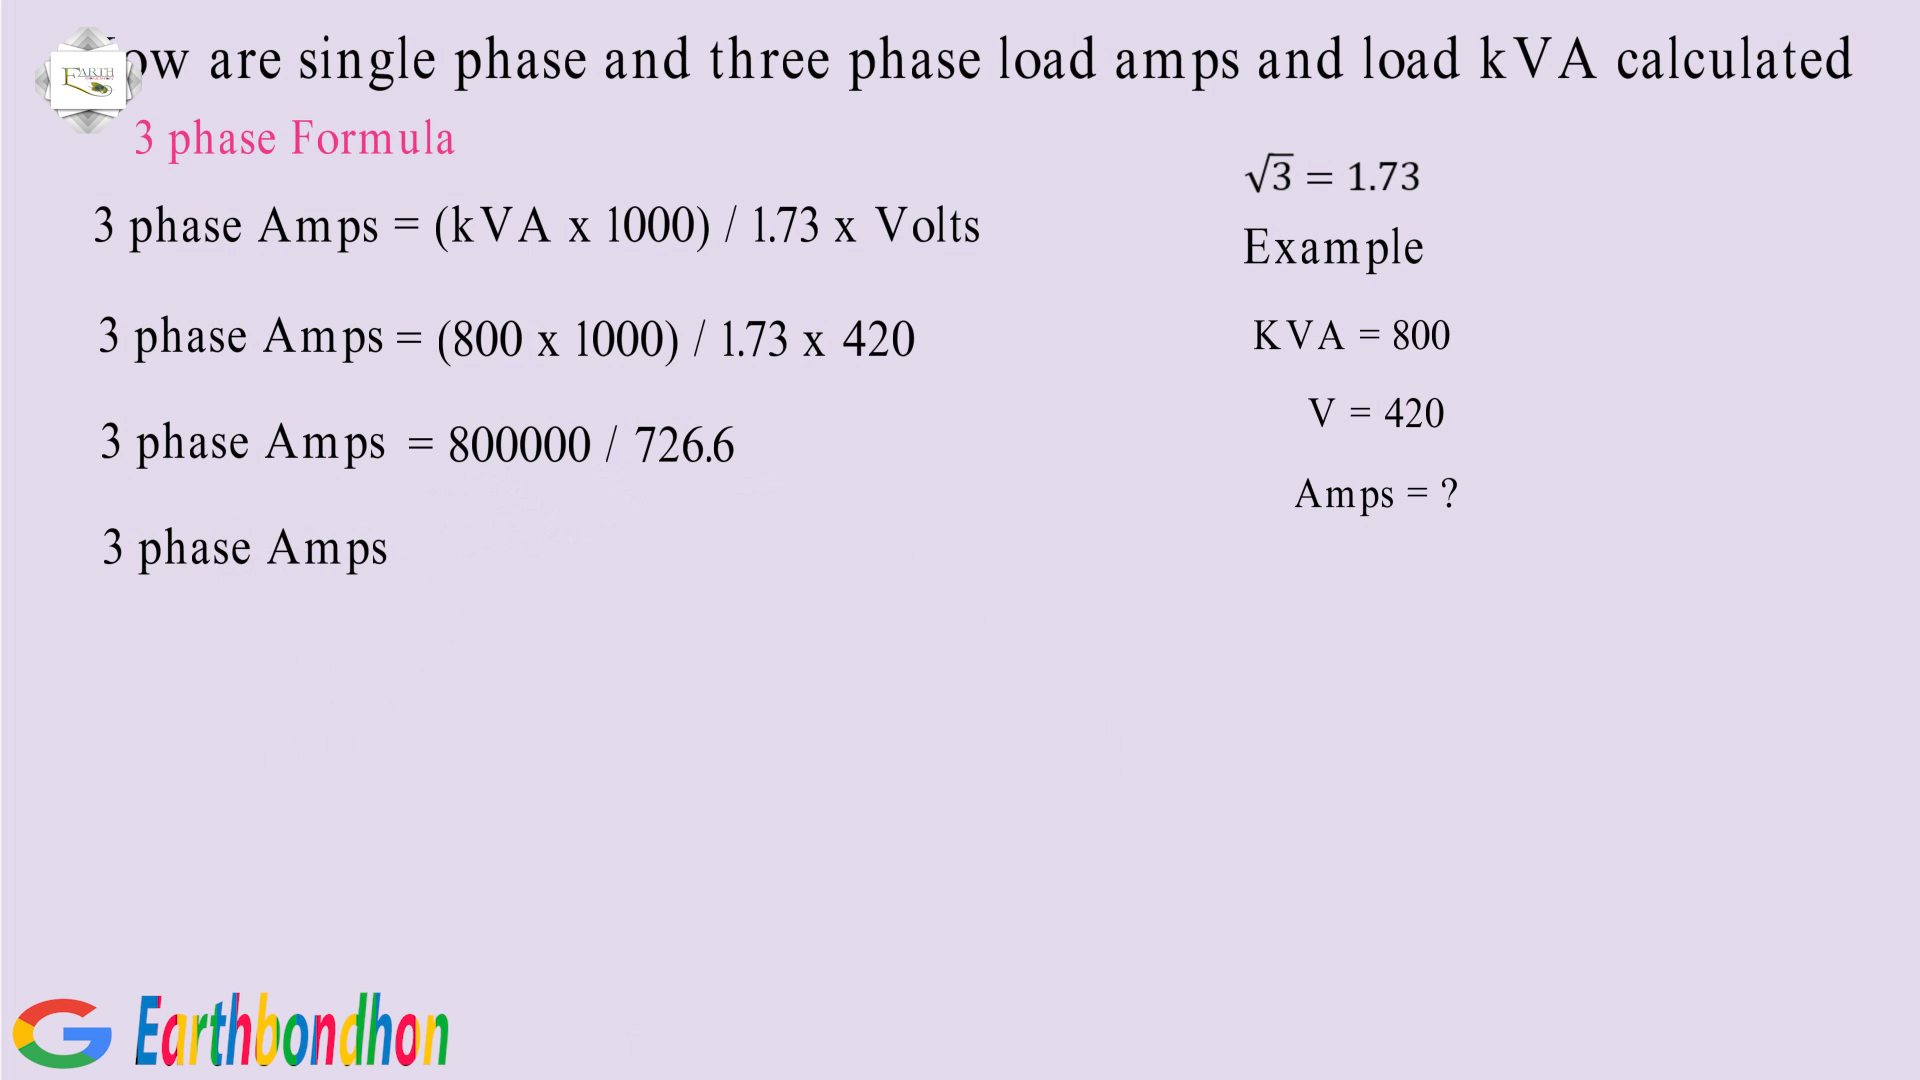 ow are single phase and three phase load amps and load kVA calculated
EARTH
3 phase Formula
3 phase Amps = (kVA x 1000) / 1.73 x Volts
3 phase Amps = (800 x 1000) / 1.73 x 420
3 phase Amps = 800000 / 726.6
3 phase Amps
√3 = 1.73
Example
KVA = 800
V = 420
Amps = ?
G Earthbondhon